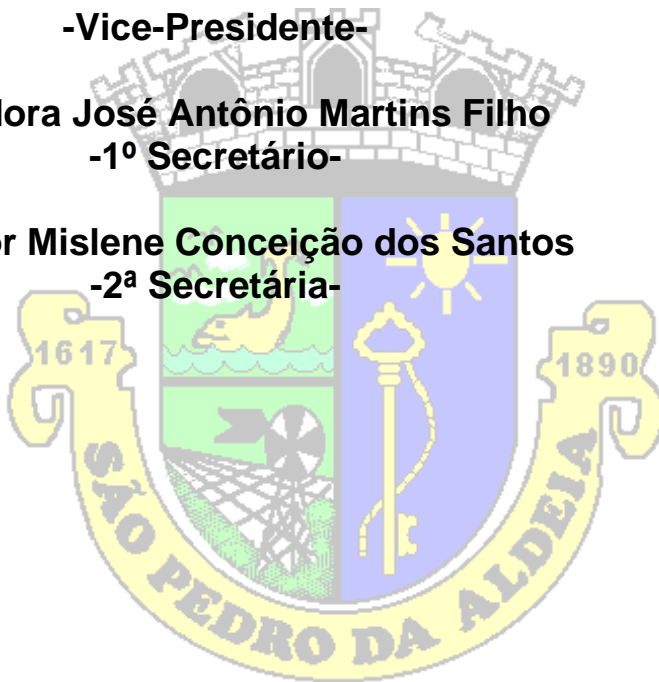 -Vice-Presidente-
dora José Antônio Martins Filho
-1º Secretário-
or Mislene Conceição dos Santos
-2ª Secretária-
1617
1890
SÃO PEDRO DA ALDEIA